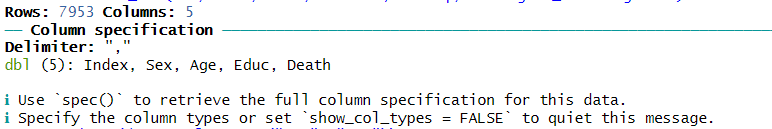 Rows: 7953 Columns: 5
── Column specification ────────────────────────────────────────
Delimiter: ","
dbl (5): Index, Sex, Age, Educ, Death

ℹ Use `spec()` to retrieve the full column specification for this data.
ℹ Specify the column types or set `show_col_types = FALSE` to quiet this message.